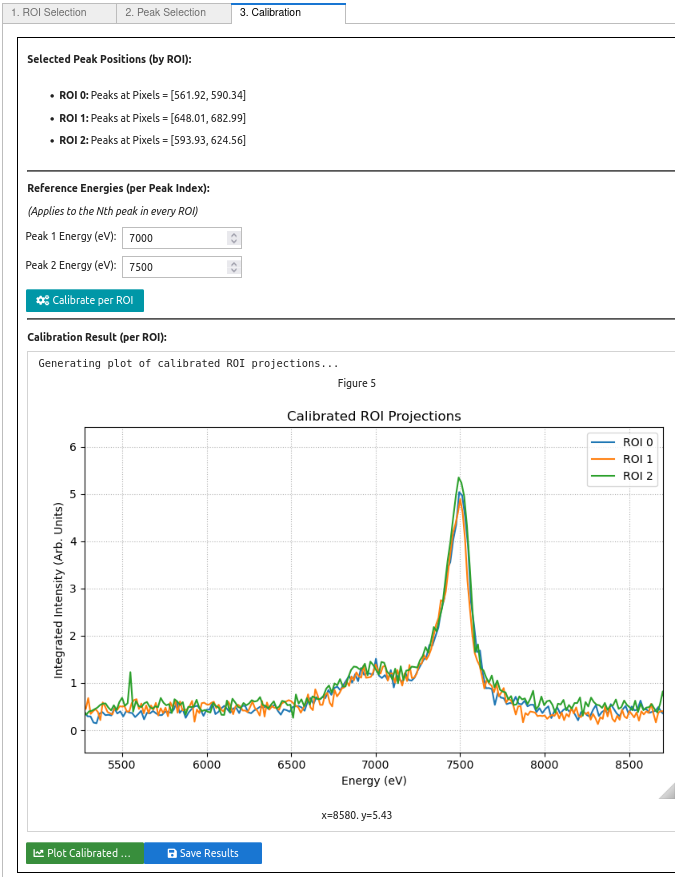 1. ROI Selection 2. Peak Selection 3. Calibration
Selected Peak Positions (by ROI):
• ROI 0: Peaks at Pixels = [561.92, 590.34]
• ROI 1: Peaks at Pixels = [648.01, 682.99]
• ROI 2: Peaks at Pixels = [593.93, 624.56]
Reference Energies (per Peak Index):
(Applies to the Nth peak in every ROI)
Peak 1 Energy (eV): 7000
Peak 2 Energy (eV): 7500
Calibrate per ROI
Calibration Result (per ROI):
Generating plot of calibrated ROI projections...
Figure 5
Calibrated ROI Projections
ROI 0
ROI 1
ROI 2
Integrated Intensity (Arb. Units)
6
5
4
3
2
1
0
5500 6000 6500 7000 7500 8000 8500
Energy (eV)
x=8580. y=5.43
Plot Calibrated ... Save Results